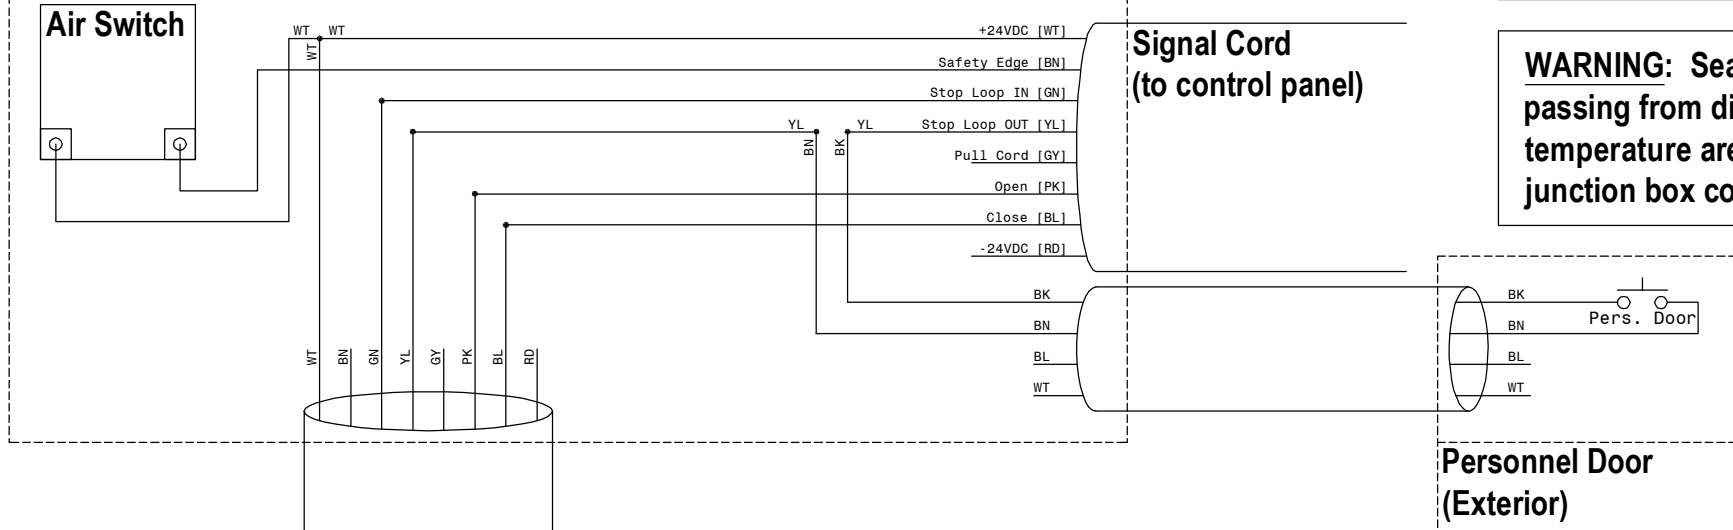 Air Switch
WT WT
WT
+24VDC [WT]
Safety Edge [BN]
Stop Loop IN [GN]
YL YL Stop Loop OUT [YL]
BN BK
Pull Cord [GY]
Open [PK]
Close [BL]
-24VDC [RD]
Signal Cord
(to control panel)
WARNING: Sea
passing from di
temperature are
junction box co
BK
BN
BL
WT
BK
BN
BL
WT
Pers. Door
WT BN GN YL GY PK BL RD
Personnel Door
(Exterior)